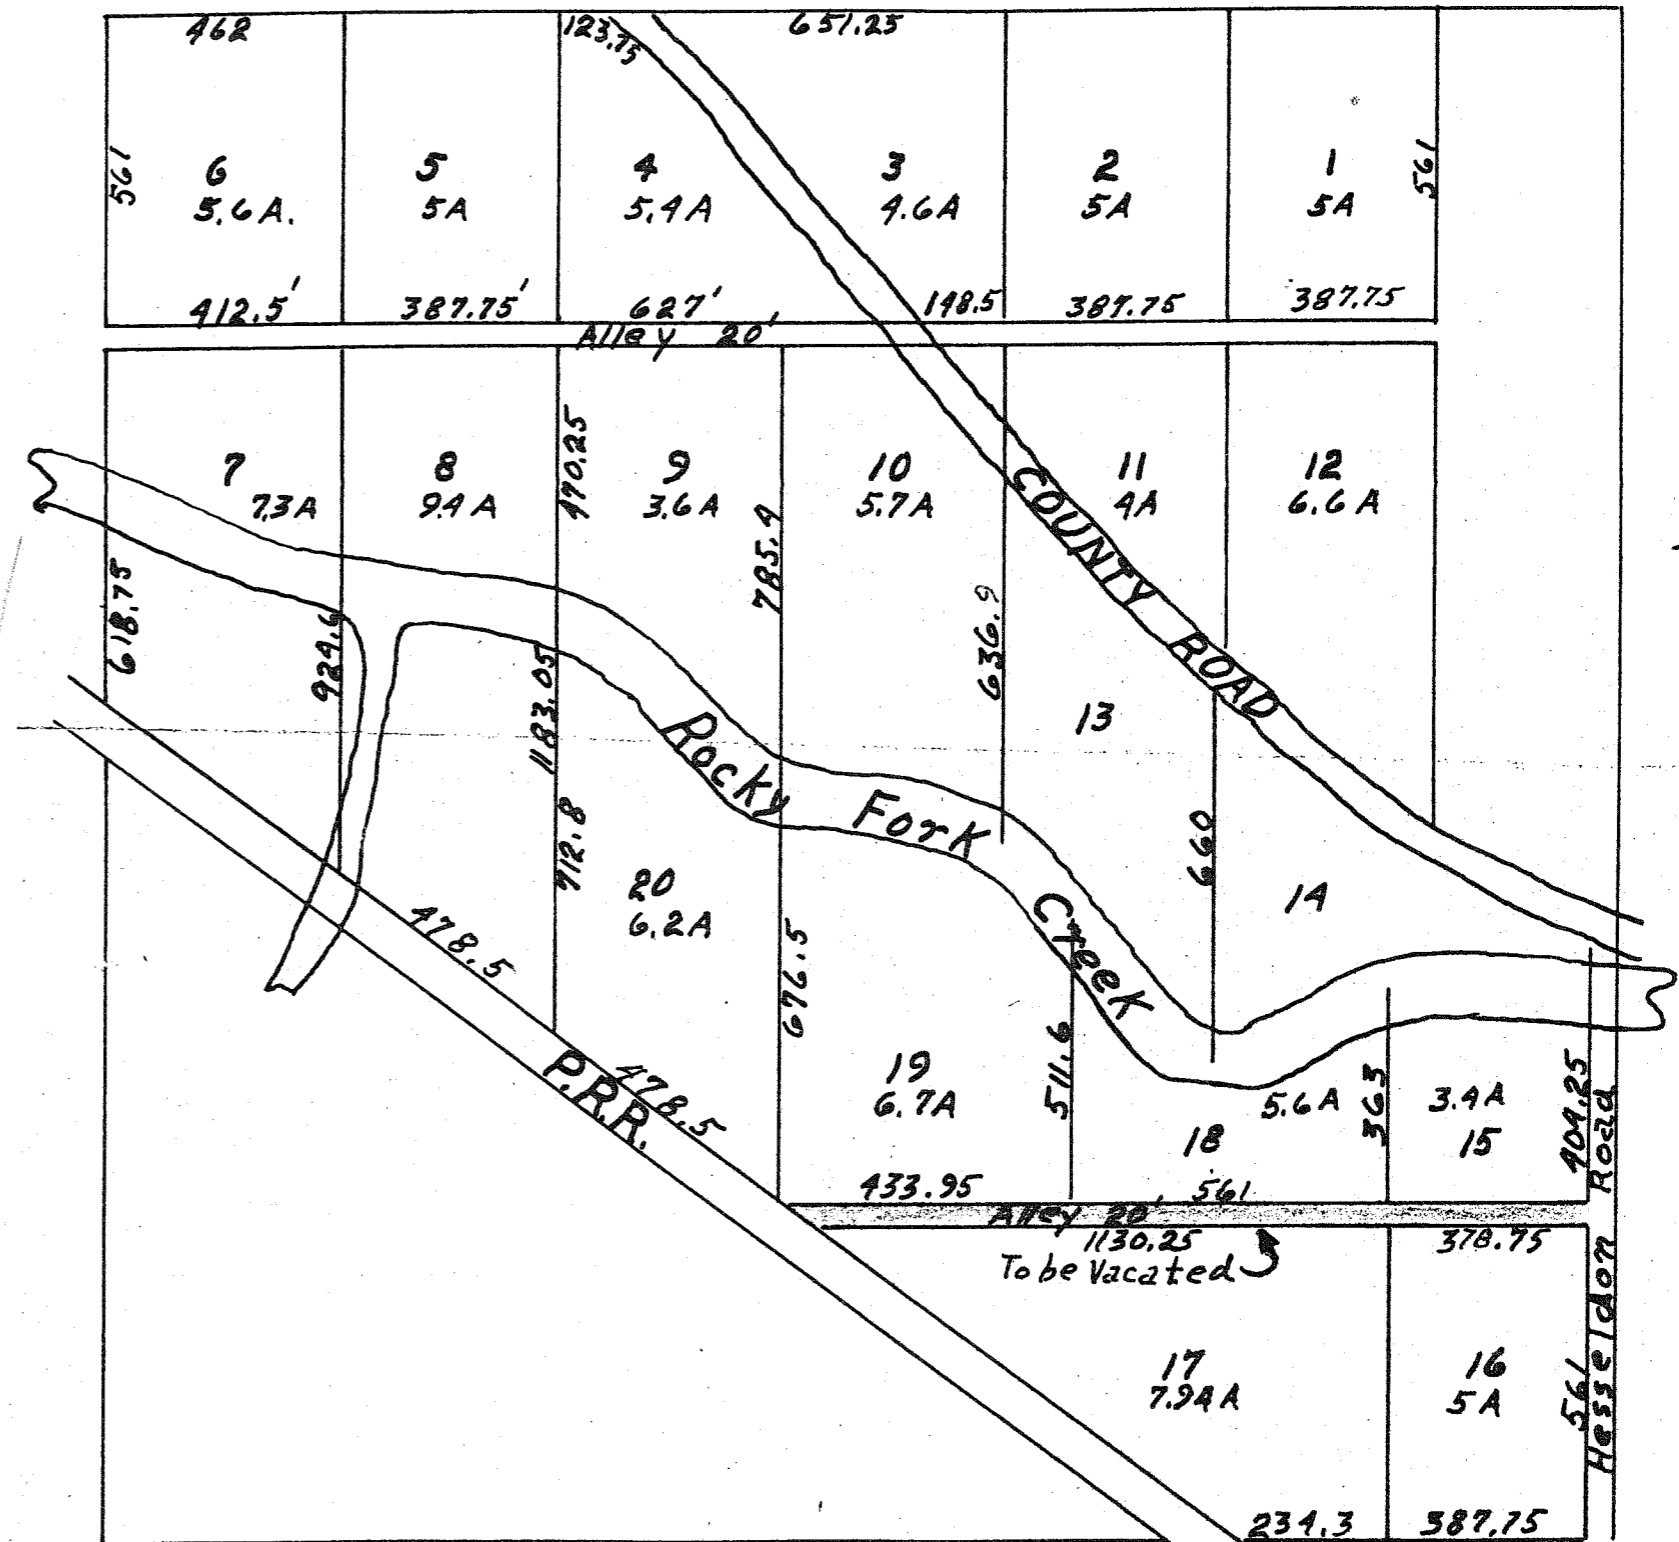 462
123.75
651.25
561
6
5.6A.
5
5A
4
5.4A
3
4.6A
2
5A
1
5A
561
412.5'
387.75'
627'
148.5
387.75
387.75
Alley 20'
7
7.3A
8
9.4A
470.25
9
3.6A
785.4
10
5.7A
11
4A
12
6.6A
COUNTY ROAD
618.75
924.6
1183.05
636.9
13
660
14
Rocky Fork Creek
712.8
20
6.2A
676.5
478.5
478.5
P.R.R.
19
6.7A
433.95
511.6
18
5.6A
561
363
3.4A
15
404.25
Alley 20'
1130.25
378.75
To be Vacated
17
7.94A
16
5A
561
Hesseldon Road
234.3
387.75